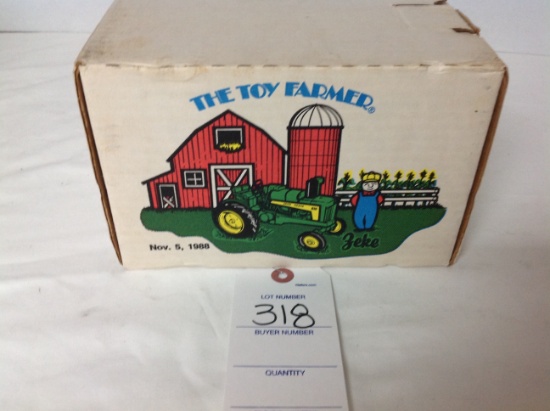 THE TOY FARMER®
Nov. 5, 1988
Zeke
LOT NUMBER
318
BUYER NUMBER
QUANTITY